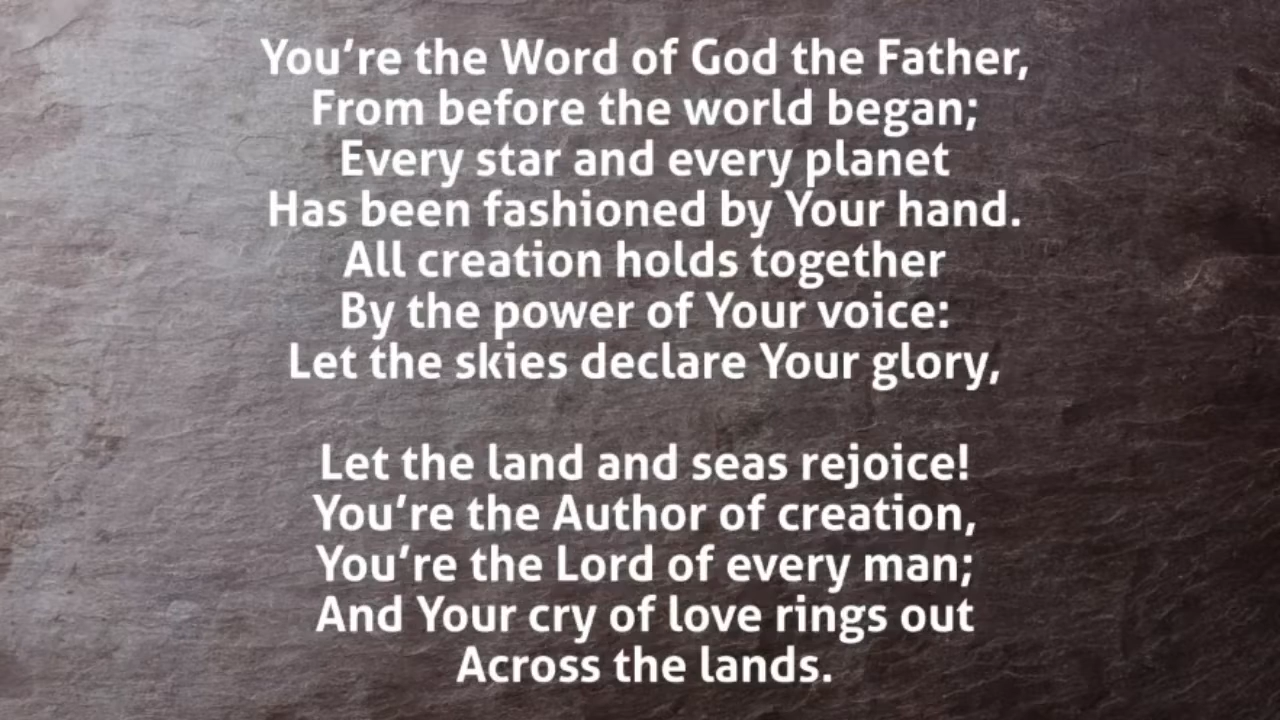 You’re the Word of God the Father,
From before the world began;
Every star and every planet
Has been fashioned by Your hand.
All creation holds together
By the power of Your voice:
Let the skies declare Your glory,
Let the land and seas rejoice!
You’re the Author of creation,
You’re the Lord of every man;
And Your cry of love rings out
Across the lands.